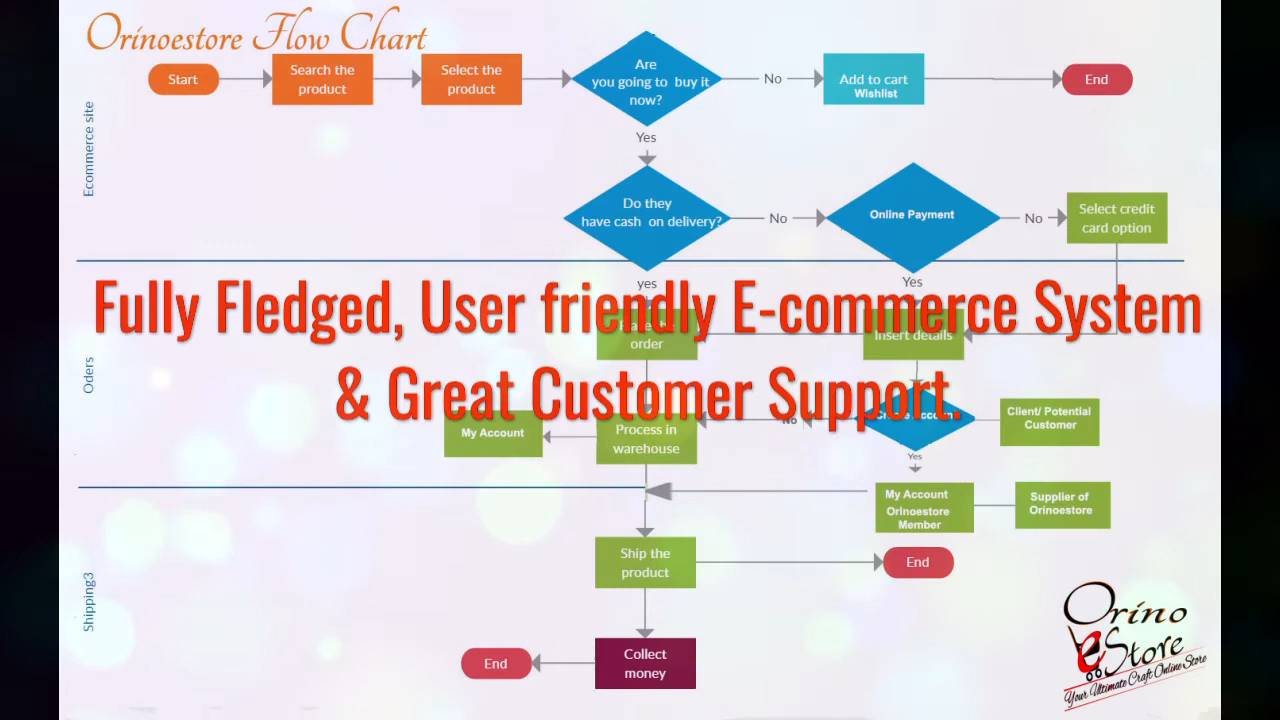 Orinoestore Flow Chart
Start
Search the
product
Select the
product
Are
you going to buy it
now?
No
Add to cart
Wishlist
End
Ecommerce site
Yes
Do they
have cash on delivery?
No
Online Payment
No
Select credit
card option
yes
Yes
Fully Fledged, User friendly E-commerce System
& Great Customer Support.
order
Insert details
Oders
My Account
Process in
warehouse
No
Client/ Potential
Customer
Yes
My Account
Orinoestore
Member
Supplier of
Orinoestore
Ship the
product
End
Shipping3
Collect
money
End
Orino
eStore
Your Ultimate Craft Online Store